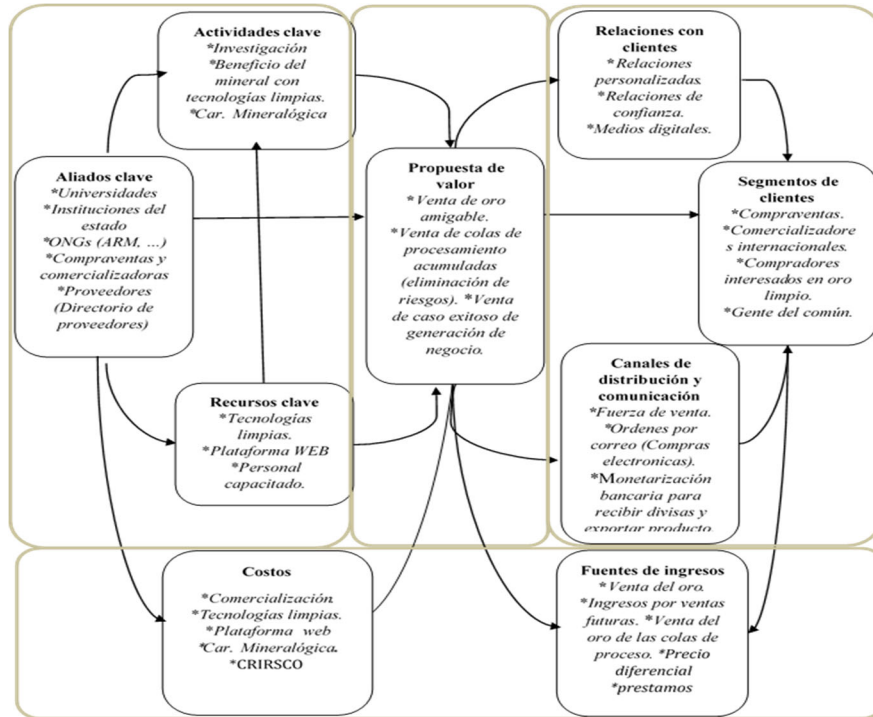 Actividades clave
*Investigación
*Beneficio del
mineral con
tecnologías limpias.
*Car. Mineralógica
Relaciones con
clientes
*Relaciones
personalizadas.
*Relaciones de
confianza.
*Medios digitales.
Aliados clave
*Universidades
*Instituciones del
estado
*ONGs (ARM, ...)
*Compraventas y
comercializadoras
*Proveedores
(Directorio de
proveedores)
Propuesta de
valor
*Venta de oro
amigable.
*Venta de colas de
procesamiento
acumuladas
(eliminación de
riesgos). *Venta
de caso exitoso de
generación de
negocio.
Segmentos de
clientes
*Compraventas.
*Comercializadore
s internacionales.
*Compradores
interesados en oro
limpio.
*Gente del común.
Recursos clave
*Tecnologías
limpias.
*Plataforma WEB
*Personal
capacitado.
Canales de
distribución y
comunicación
*Fuerza de venta.
*Ordenes por
correo (Compras
electronicas).
*Monetarización
bancaria para
recibir divisas y
exportar producto
Costos
*Comercialización
*Tecnologías limpias.
*Plataforma web
*Car. Mineralógica.
*CRIRSCO
Fuentes de ingresos
*Venta del oro.
*Ingresos por ventas
futuras. *Venta del
oro de las colas de
proceso. *Precio
diferencial
*prestamos